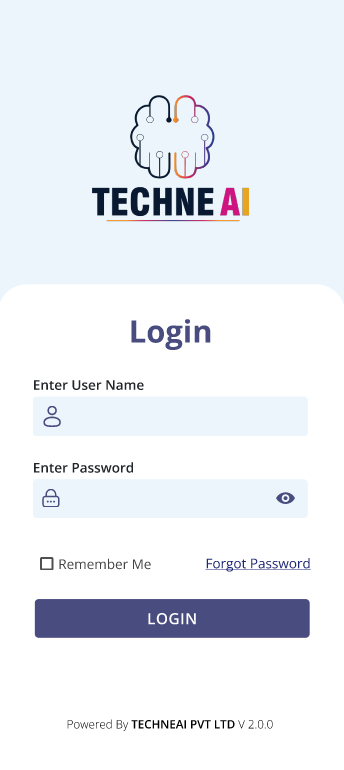 TECHNE AI
Login
Enter User Name
Enter Password
Remember Me Forgot Password
LOGIN
Powered By TECHNEAI PVT LTD V 2.0.0